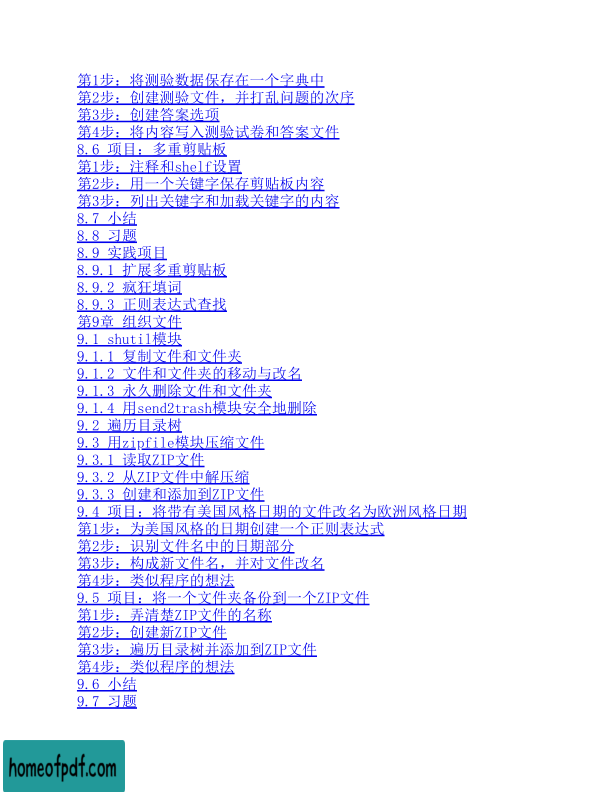 第1步：将测验数据保存在一个字典中
第2步：创建测验文件，并打乱问题的次序
第3步：创建答案选项
第4步：将内容写入测验试卷和答案文件
8.6 项目：多重剪贴板
第1步：注释和shelf设置
第2步：用一个关键字保存剪贴板内容
第3步：列出关键字和加载关键字的内容
8.7 小结
8.8 习题
8.9 实践项目
8.9.1 扩展多重剪贴板
8.9.2 疯狂填词
8.9.3 正则表达式查找
第9章 组织文件
9.1 shutil模块
9.1.1 复制文件和文件夹
9.1.2 文件和文件夹的移动与改名
9.1.3 永久删除文件和文件夹
9.1.4 用send2trash模块安全地删除
9.2 遍历目录树
9.3 用zipfile模块压缩文件
9.3.1 读取ZIP文件
9.3.2 从ZIP文件中解压缩
9.3.3 创建和添加到ZIP文件
9.4 项目：将带有美国风格日期的文件改名为欧洲风格日期
第1步：为美国风格的日期创建一个正则表达式
第2步：识别文件名中的日期部分
第3步：构成新文件名，并对文件改名
第4步：类似程序的想法
9.5 项目：将一个文件夹备份到一个ZIP文件
第1步：弄清楚ZIP文件的名称
第2步：创建新ZIP文件
第3步：遍历目录树并添加到ZIP文件
第4步：类似程序的想法
9.6 小结
9.7 习题
homeofpdf.com